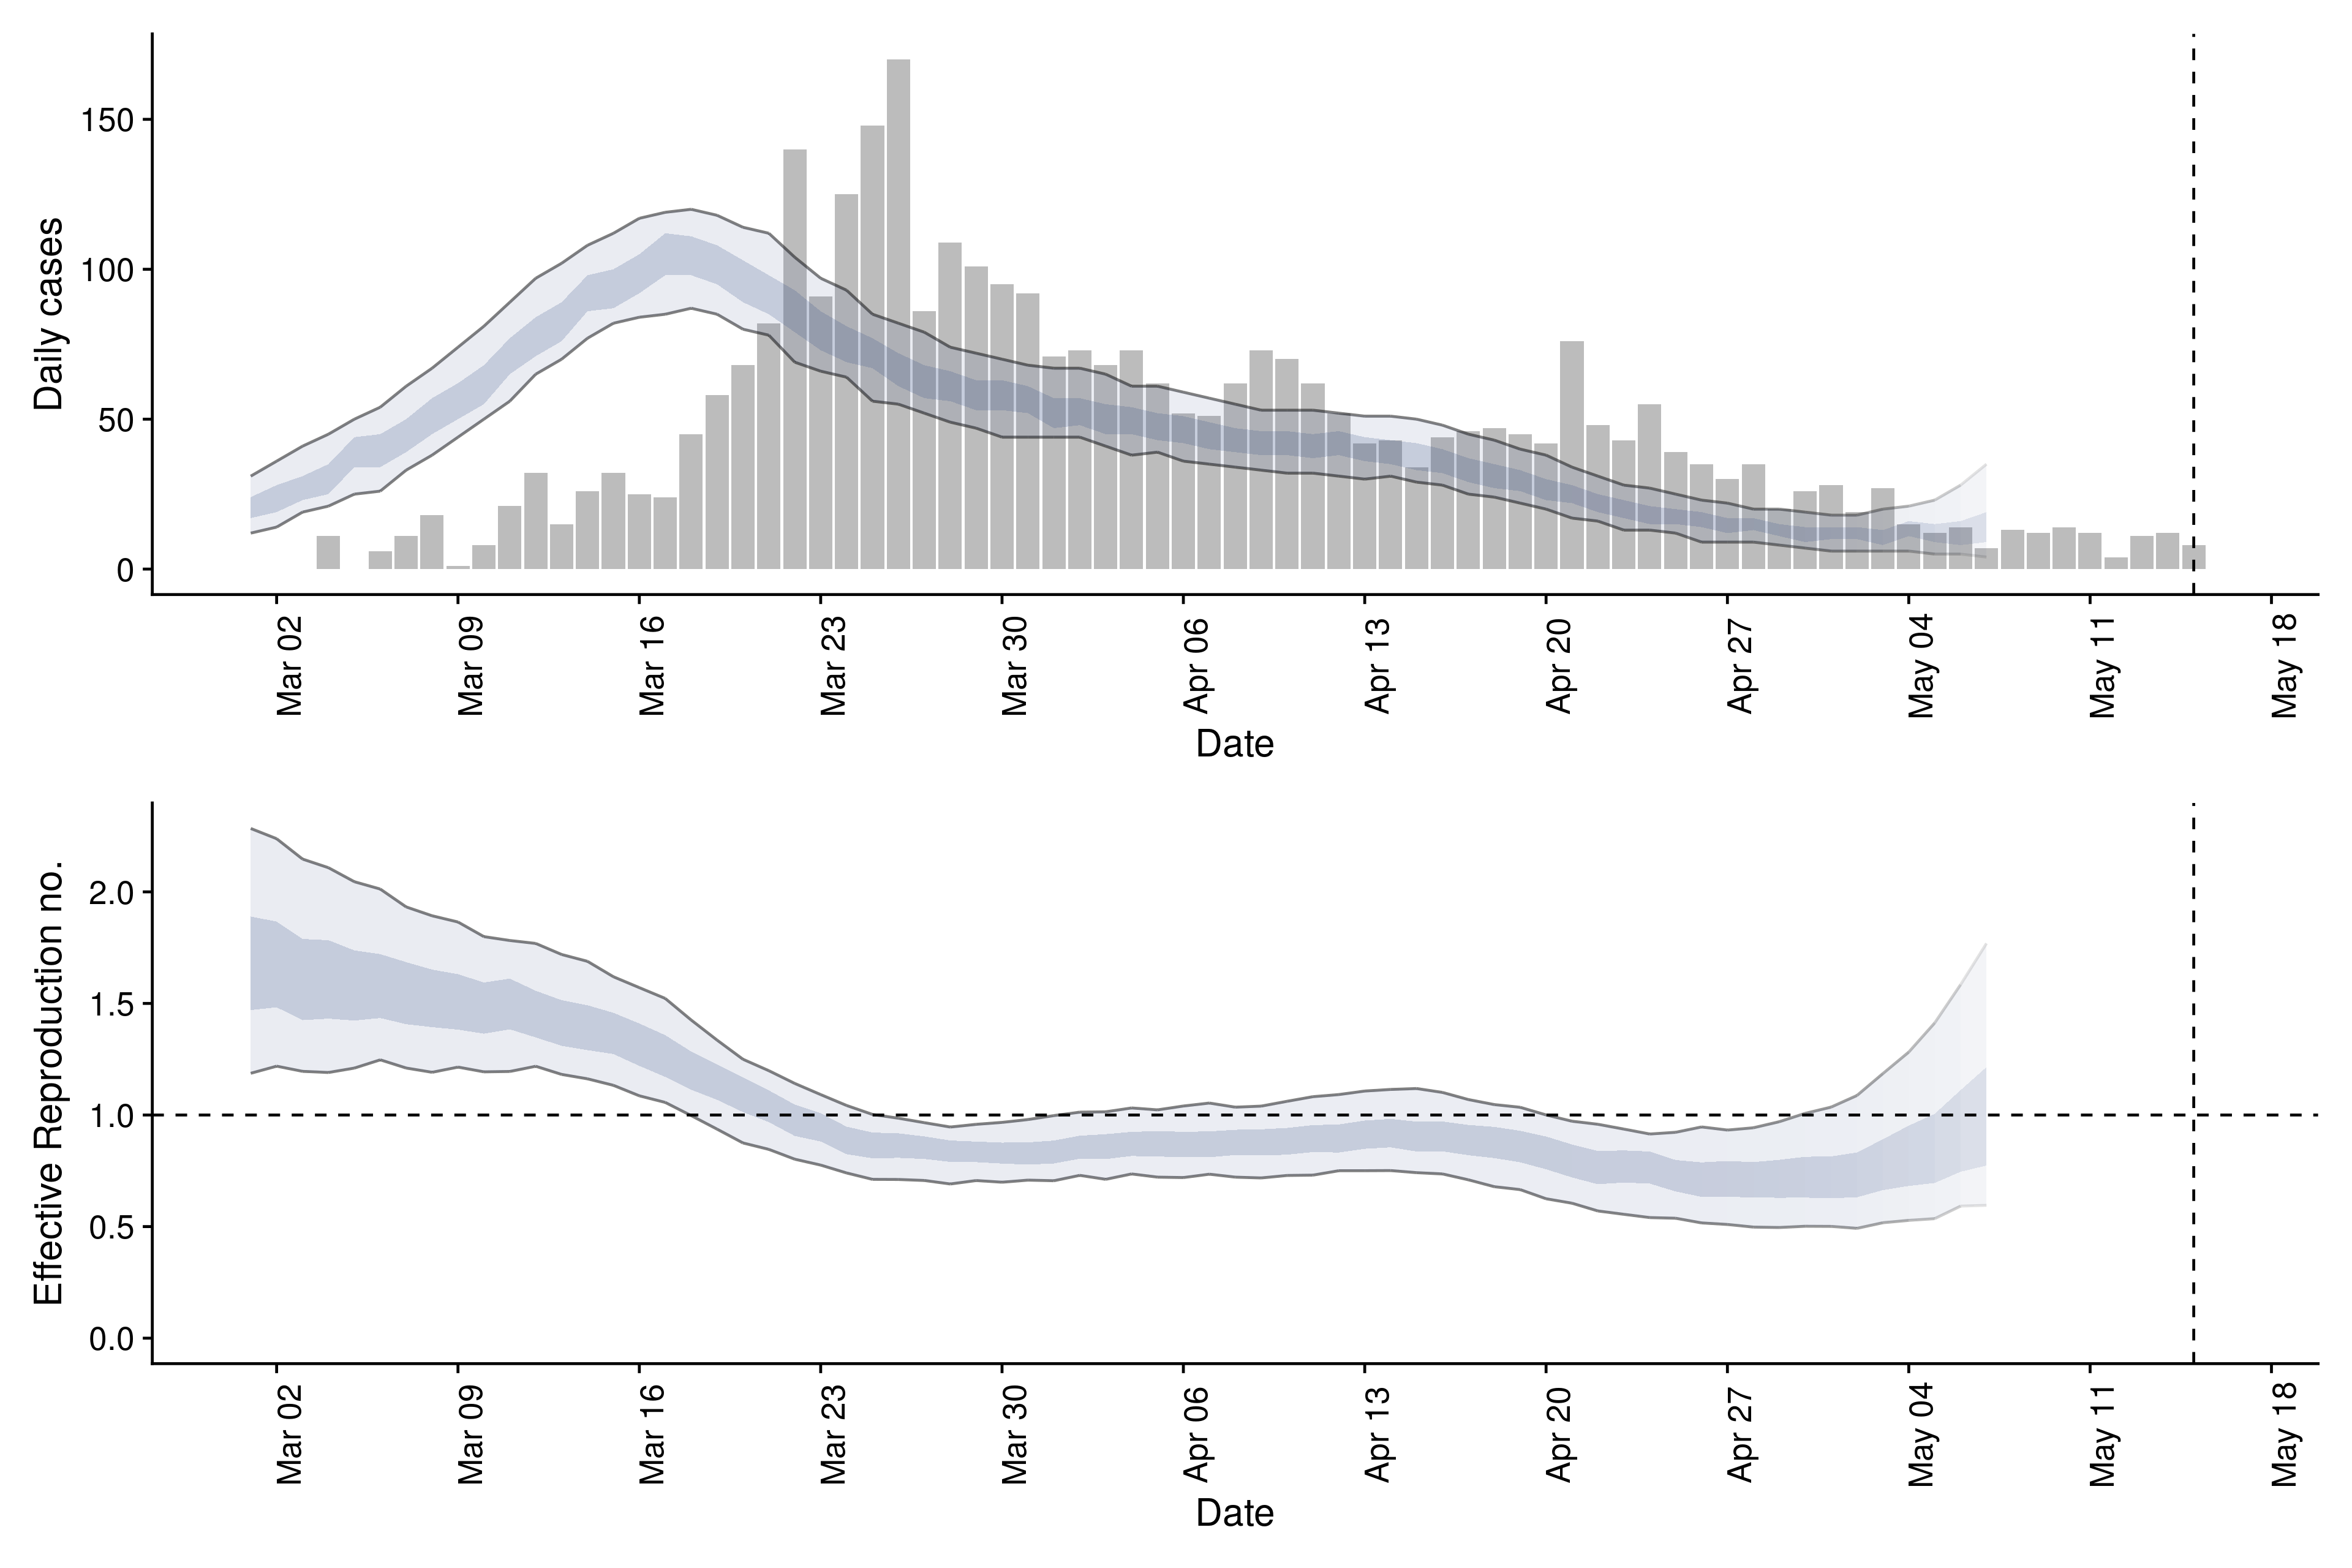 Daily cases
150
100
50
0
Mar 02
Mar 09
Mar 16
Mar 23
Mar 30
Apr 06
Apr 13
Apr 20
Apr 27
May 04
May 11
May 18
Date
Effective Reproduction no.
2.0
1.5
1.0
0.5
0.0
Mar 02
Mar 09
Mar 16
Mar 23
Mar 30
Apr 06
Apr 13
Apr 20
Apr 27
May 04
May 11
May 18
Date